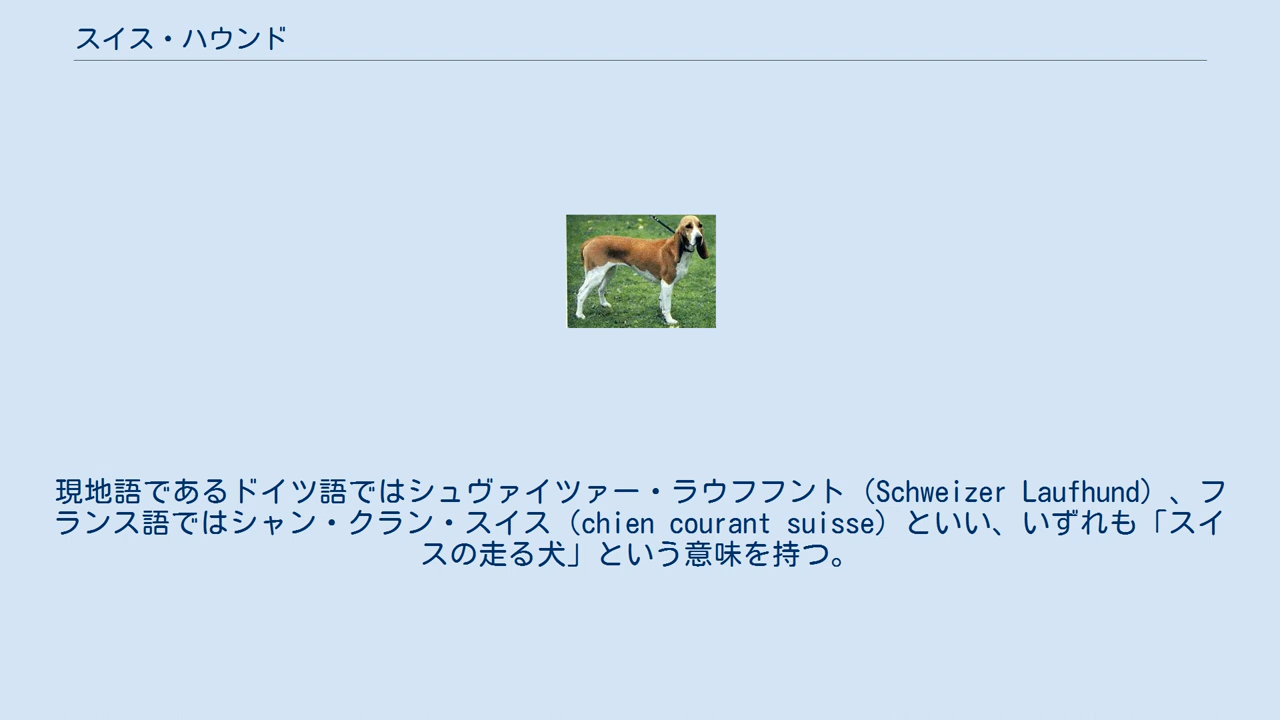 スイス・ハウンド
現地語であるドイツ語ではシュヴァイツァー・ラウフフント（Schweizer Laufhund）、フ
ランス語ではシャン・クラン・スイス（chien courant suisse）といい、いずれも「スイ
スの走る犬」という意味を持つ。